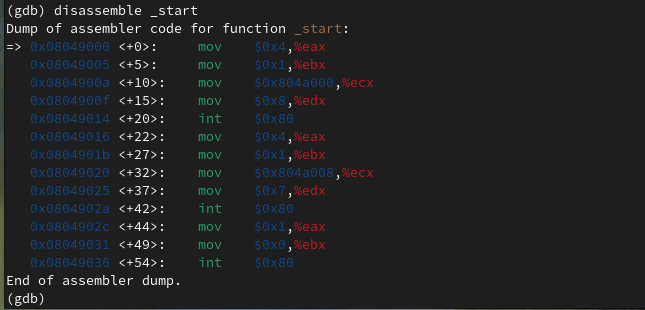 (gdb) disassemble _start
Dump of assembler code for function _start:
=> 0x08049000 <+0>:     mov    $0x4,%eax
   0x08049005 <+5>:     mov    $0x1,%ebx
   0x0804900a <+10>:    mov    $0x804a000,%ecx
   0x0804900f <+15>:    mov    $0x8,%edx
   0x08049014 <+20>:    int    $0x80
   0x08049016 <+22>:    mov    $0x4,%eax
   0x0804901b <+27>:    mov    $0x1,%ebx
   0x08049020 <+32>:    mov    $0x804a008,%ecx
   0x08049025 <+37>:    mov    $0x7,%edx
   0x0804902a <+42>:    int    $0x80
   0x0804902c <+44>:    mov    $0x1,%eax
   0x08049031 <+49>:    mov    $0x0,%ebx
   0x08049036 <+54>:    int    $0x80
End of assembler dump.
(gdb)